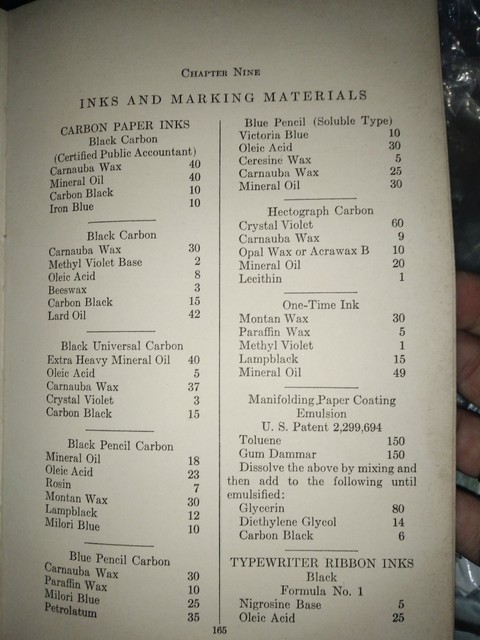 CHAPTER NINE
INKS AND MARKING MATERIALS
CARBON PAPER INKS
Black Carbon
(Certified Public Accountant)
Carnauba Wax 40
Mineral Oil 40
Carbon Black 10
Iron Blue 10
Black Carbon
Carnauba Wax 30
Methyl Violet Base 2
Oleic Acid 8
Beeswax 3
Carbon Black 15
Lard Oil 42
Black Universal Carbon
Extra Heavy Mineral Oil 40
Oleic Acid 5
Carnauba Wax 37
Crystal Violet 3
Carbon Black 15
Black Pencil Carbon
Mineral Oil 18
Oleic Acid 23
Rosin 7
Montan Wax 30
Lampblack 12
Milori Blue 10
Blue Pencil Carbon
Carnauba Wax 30
Paraffin Wax 10
Milori Blue 25
Petrolatum 35
Blue Pencil (Soluble Type)
Victoria Blue 10
Oleic Acid 30
Ceresine Wax 5
Carnauba Wax 25
Mineral Oil 30
Hectograph Carbon
Crystal Violet 60
Carnauba Wax 9
Opal Wax or Acrawax B 10
Mineral Oil 20
Lecithin 1
One-Time Ink
Montan Wax 30
Paraffin Wax 5
Methyl Violet 1
Lampblack 15
Mineral Oil 49
Manifolding Paper Coating
Emulsion
U. S. Patent 2,299,694
Toluene 150
Gum Dammar 150
Dissolve the above by mixing and
then add to the following until
emulsified:
Glycerin 80
Diethylene Glycol 14
Carbon Black 6
TYPEWRITER RIBBON INKS
Black
Formula No. 1
Nigrosine Base 5
Oleic Acid 25
165